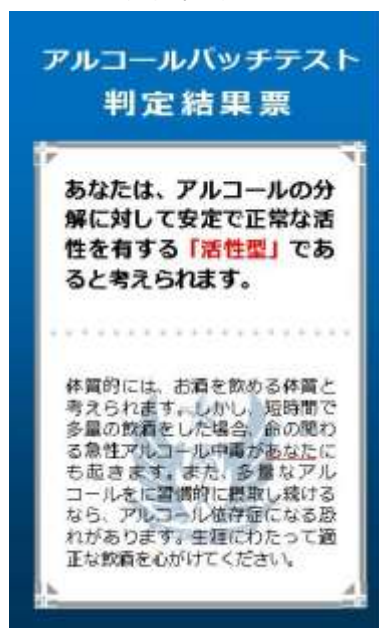 アルコールパッチテスト
判定結果票
あなたは、アルコールの分
解に対して安定で正常な活
性を有する「活性型」であ
ると考えられます。
体質的には、お酒を飲める体質と
考えられます。しかし、短時間で
多量の飲酒をした場合、命の関わ
る急性アルコール中毒があなたに
も起きます。また、多量なアル
コールをに習慣的に摂取し続ける
なら、アルコール依存症になる恐
れがあります。生涯にわたって適
正な飲酒を心がけてください。